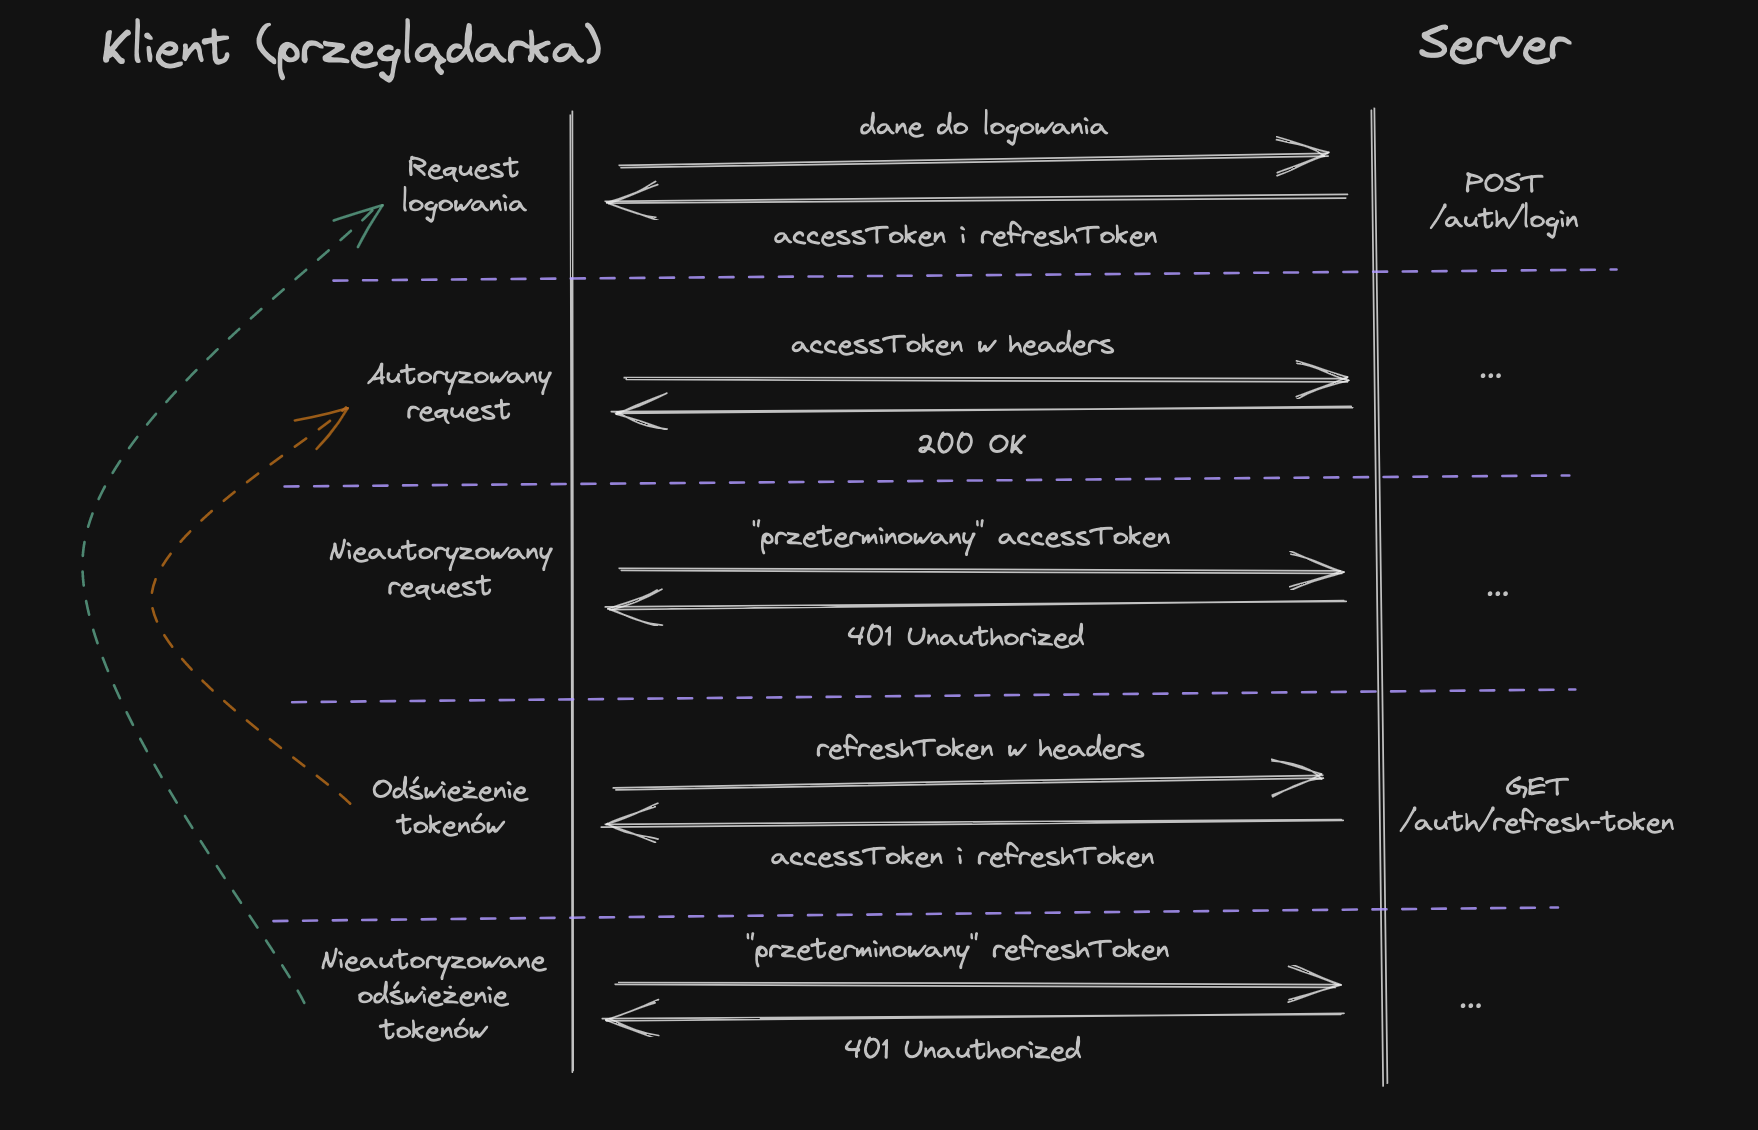 Klient (przeglądarka)
Server
dane do logowania
Request
logowania
POST
/auth/login
accessToken i refreshToken
accessToken w headers
Autoryzowany
request
...
200 OK
"przeterminowany" accessToken
Nieautoryzowany
request
...
401 Unauthorized
refreshToken w headers
Odświeżenie
tokenów
GET
/auth/refresh-token
accessToken i refreshToken
"przeterminowany" refreshToken
Nieautoryzowane
odświeżenie
tokenów
...
401 Unauthorized